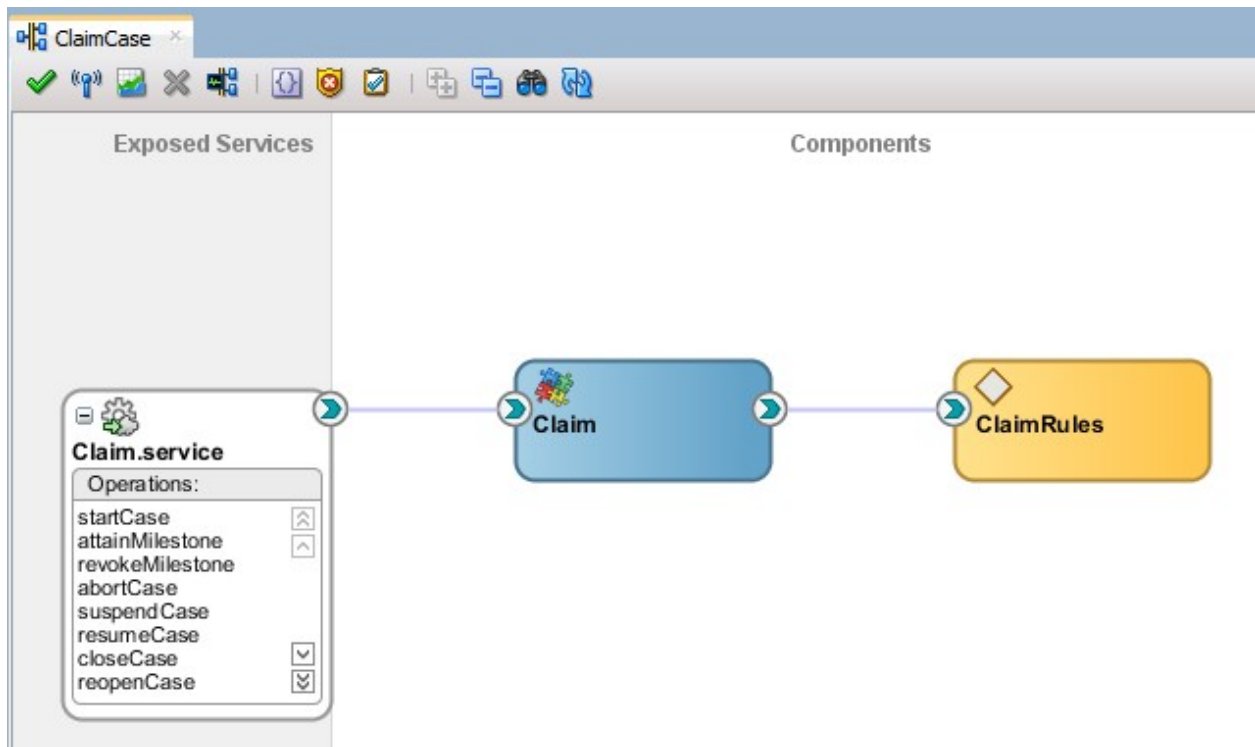 ClaimCase
Exposed Services
Components
Claim.service
Operations:
startCase
attainMilestone
revokeMilestone
abortCase
suspendCase
resumeCase
closeCase
reopenCase
Claim
ClaimRules